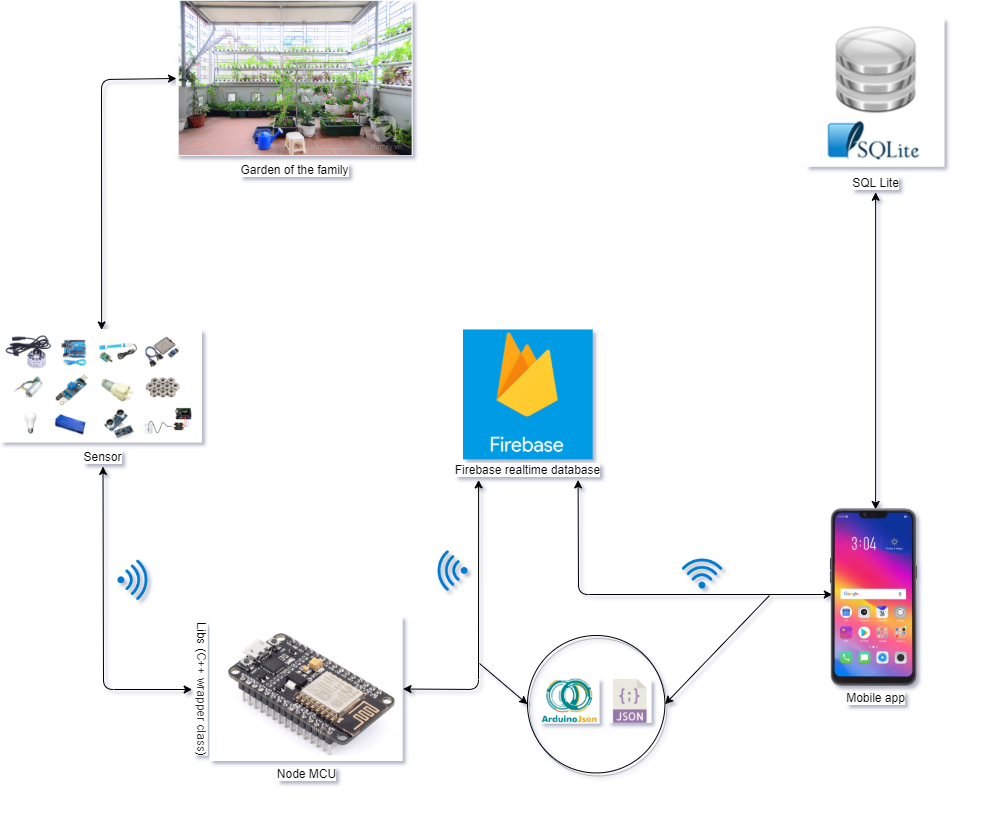 Garden of the family
SQLite
SQL Lite
Sensor
Firebase
Firebase realtime database
3:04
Google
Libs (C++ wrapper class)
ArduinoJson
{;}
JSON
Mobile app
Node MCU